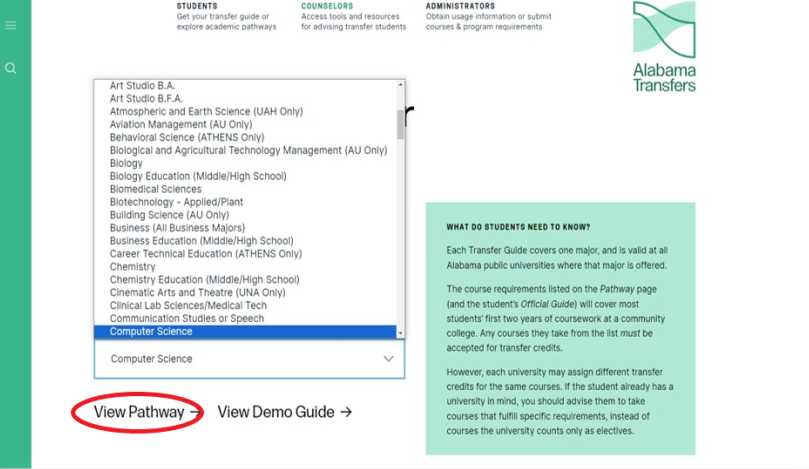 STUDENTS
Get your transfer guide or
explore academic pathways
COUNSELORS
Access tools and resources
for advising transfer students
ADMINISTRATORS
Obtain usage information or submit
courses & program requirements
Alabama
Transfers
Art Studio B.A.
Art Studio B.F.A.
Atmospheric and Earth Science (UAH Only)
Aviation Management (AU Only)
Behavioral Science (ATHENS Only)
Biological and Agricultural Technology Management (AU Only)
Biology
Biology Education (Middle/High School)
Biomedical Sciences
Biotechnology - Applied/Plant
Building Science (AU Only)
Business (All Business Majors)
Business Education (Middle/High School)
Career Technical Education (ATHENS Only)
Chemistry
Chemistry Education (Middle/High School)
Cinematic Arts and Theatre (UNA Only)
Clinical Lab Sciences/Medical Tech
Communication Studies or Speech
Computer Science
Computer Science
r
View Pathway →
View Demo Guide →
WHAT DO STUDENTS NEED TO KNOW?
Each Transfer Guide covers one major, and is valid at all
Alabama public universities where that major is offered.
The course requirements listed on the Pathway page
(and the student's Official Guide) will cover most
students' first two years of coursework at a community
college. Any courses they take from the list must be
accepted for transfer credits.
However, each university may assign different transfer
credits for the same courses. If the student already has a
university in mind, you should advise them to take
courses that fulfill specific requirements, instead of
courses the university counts only as electives.